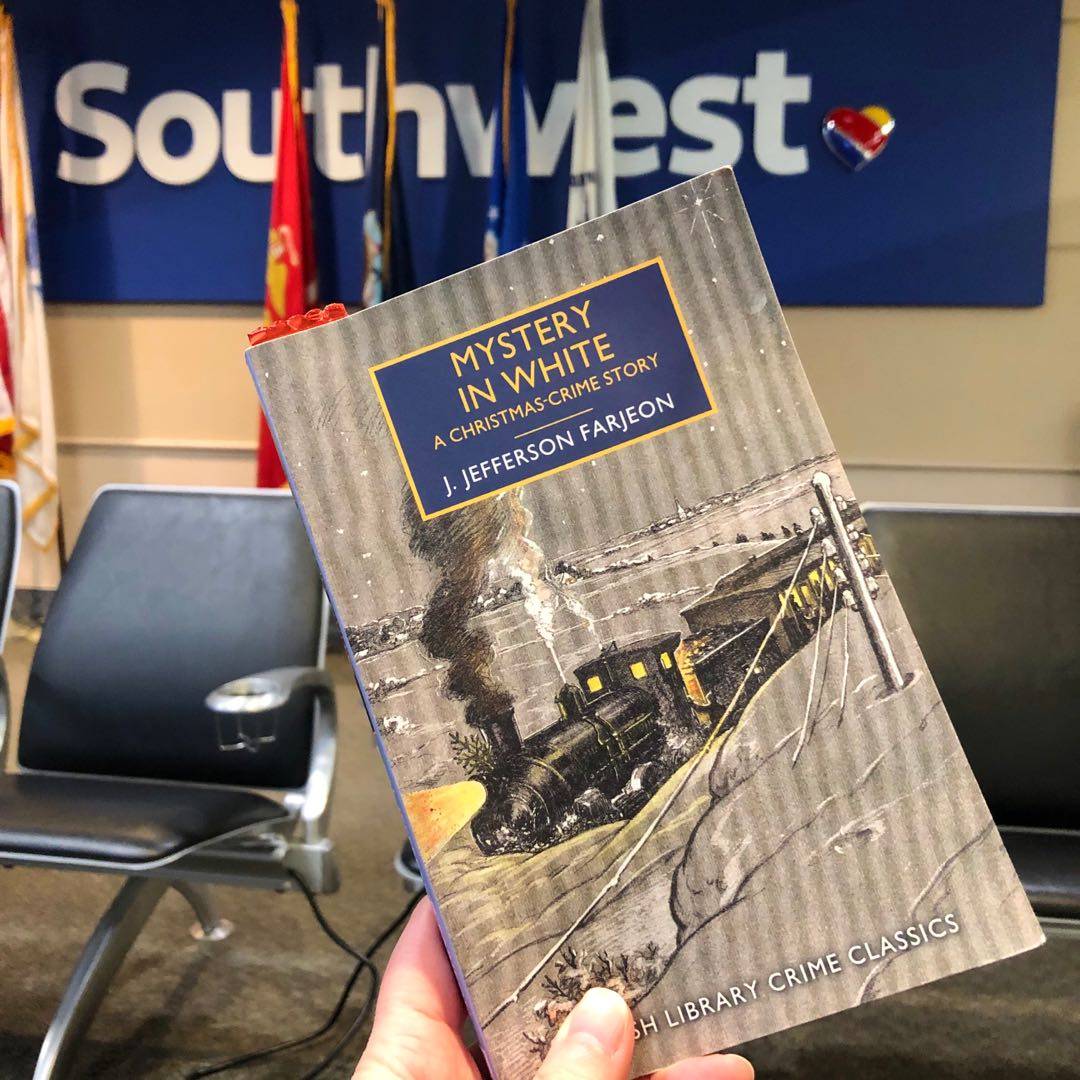 Southwest
MYSTERY
IN WHITE
A CHRISTMAS-CRIME STORY
J. JEFFERSON FARJEON
LIBRARY CRIME CLASSICS